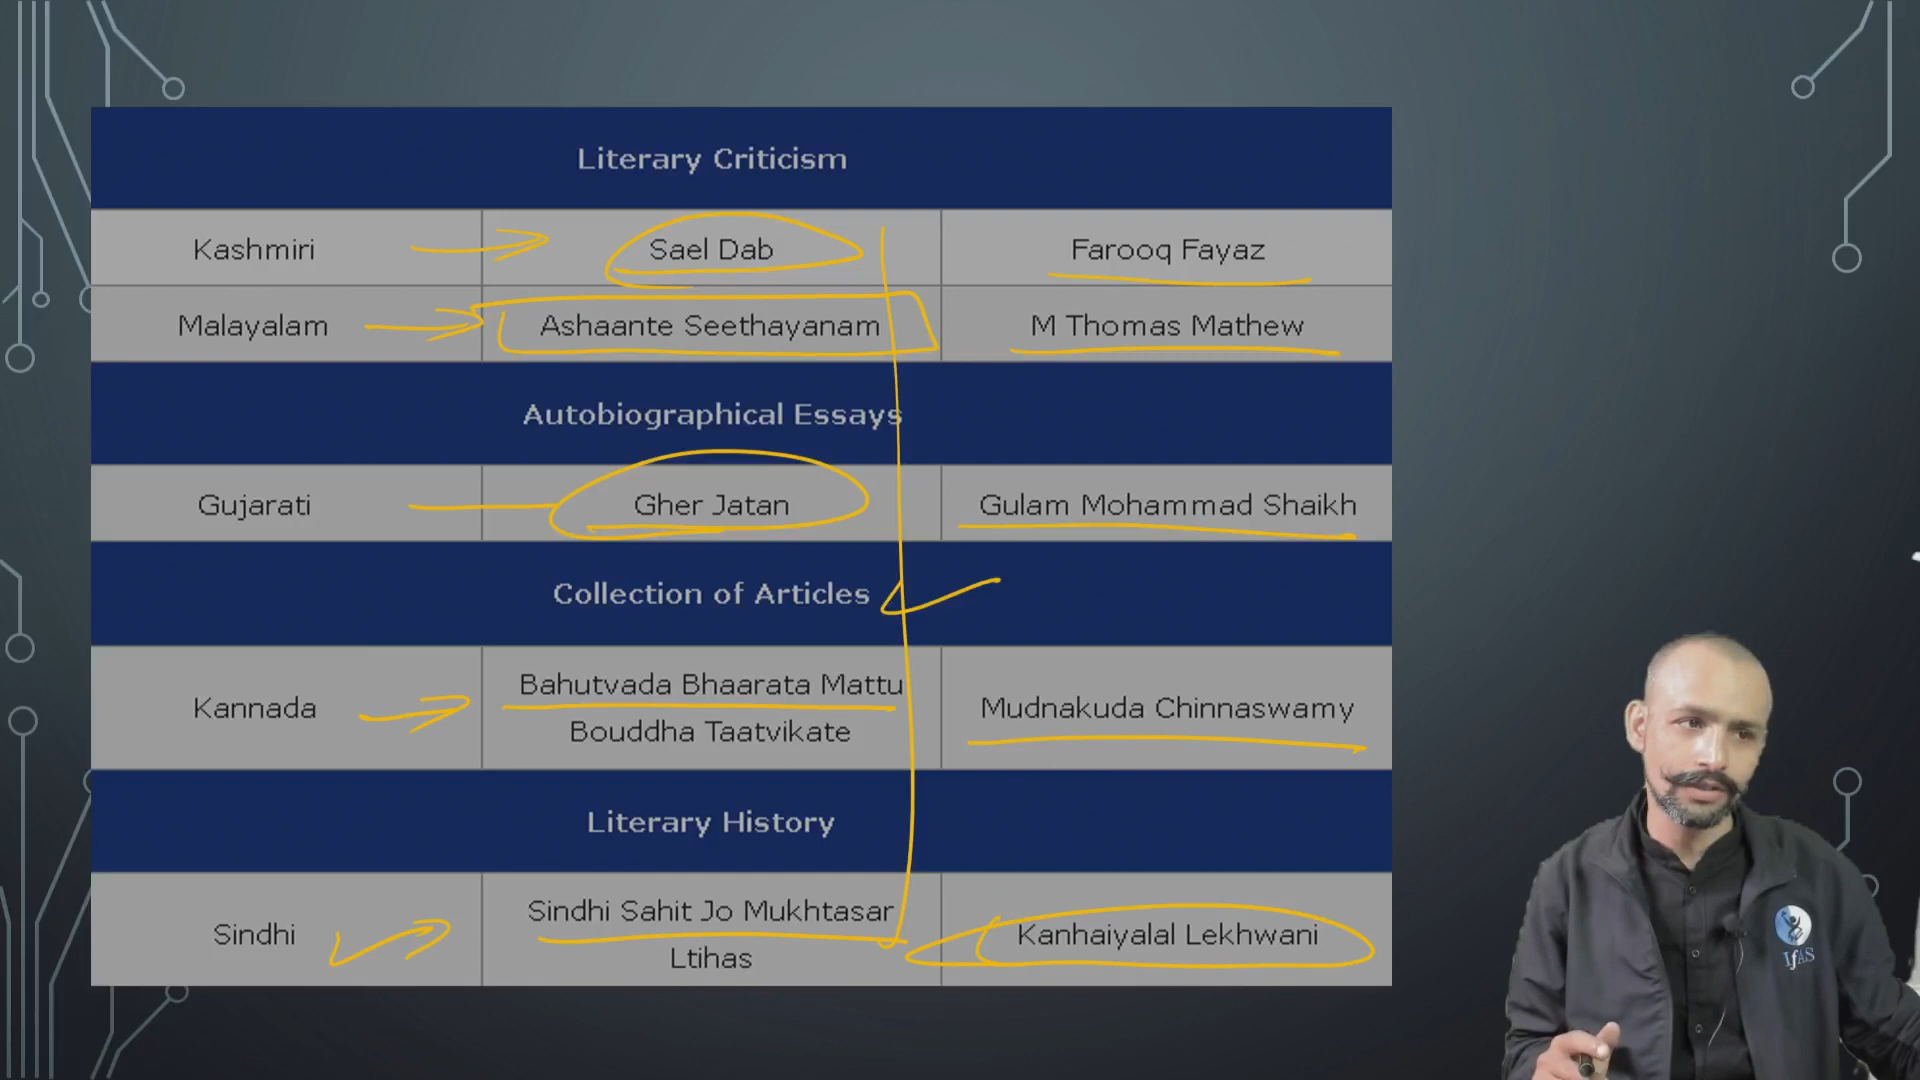 Literary Criticism
Kashmiri Sael Dab Farooq Fayaz
Malayalam Ashaante Seethayanam M Thomas Mathew
Autobiographical Essays
Gujarati Gher Jatan Gulam Mohammad Shaikh
Collection of Articles
Kannada Bahutvada Bhaarata Mattu Bouddha Taatvikate Mudnakuda Chinnaswamy
Literary History
Sindhi Sindhi Sahit Jo Mukhtasar Ltihas Kanhaiyalal Lekhwani
IfAS